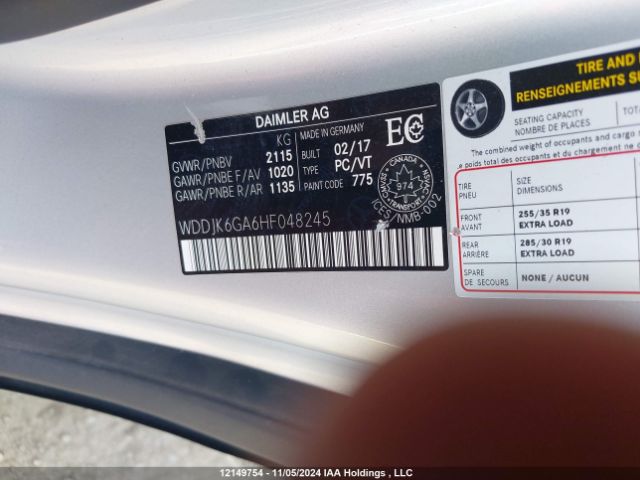 DAIMLER AG
KG
GVWR/PNBV 2115
GAWR/PNBE F/AV 1020
GAWR/PNBE R/AR 1135
MADE IN GERMANY
BUILT 02/17
TYPE PC/VT
PAINT CODE 775
EC
CANADA
974
TRANSPORT
ICES/NMB-002
WDDJK6GA6HF048245
TIRE AND
RENSEIGNEMENTS SU
SEATING CAPACITY
NOMBRE DE PLACES
The combined weight of occupants and cargo
e poids total des occupants et du chargement ne
TIRE
PNEU
SIZE
DIMENSIONS
FRONT
AVANT
255/35 R19
EXTRA LOAD
REAR
ARRIÈRE
285/30 R19
EXTRA LOAD
SPARE
DE SECOURS
NONE / AUCUN
12149754 - 11/05/2024 IAA Holdings , LLC